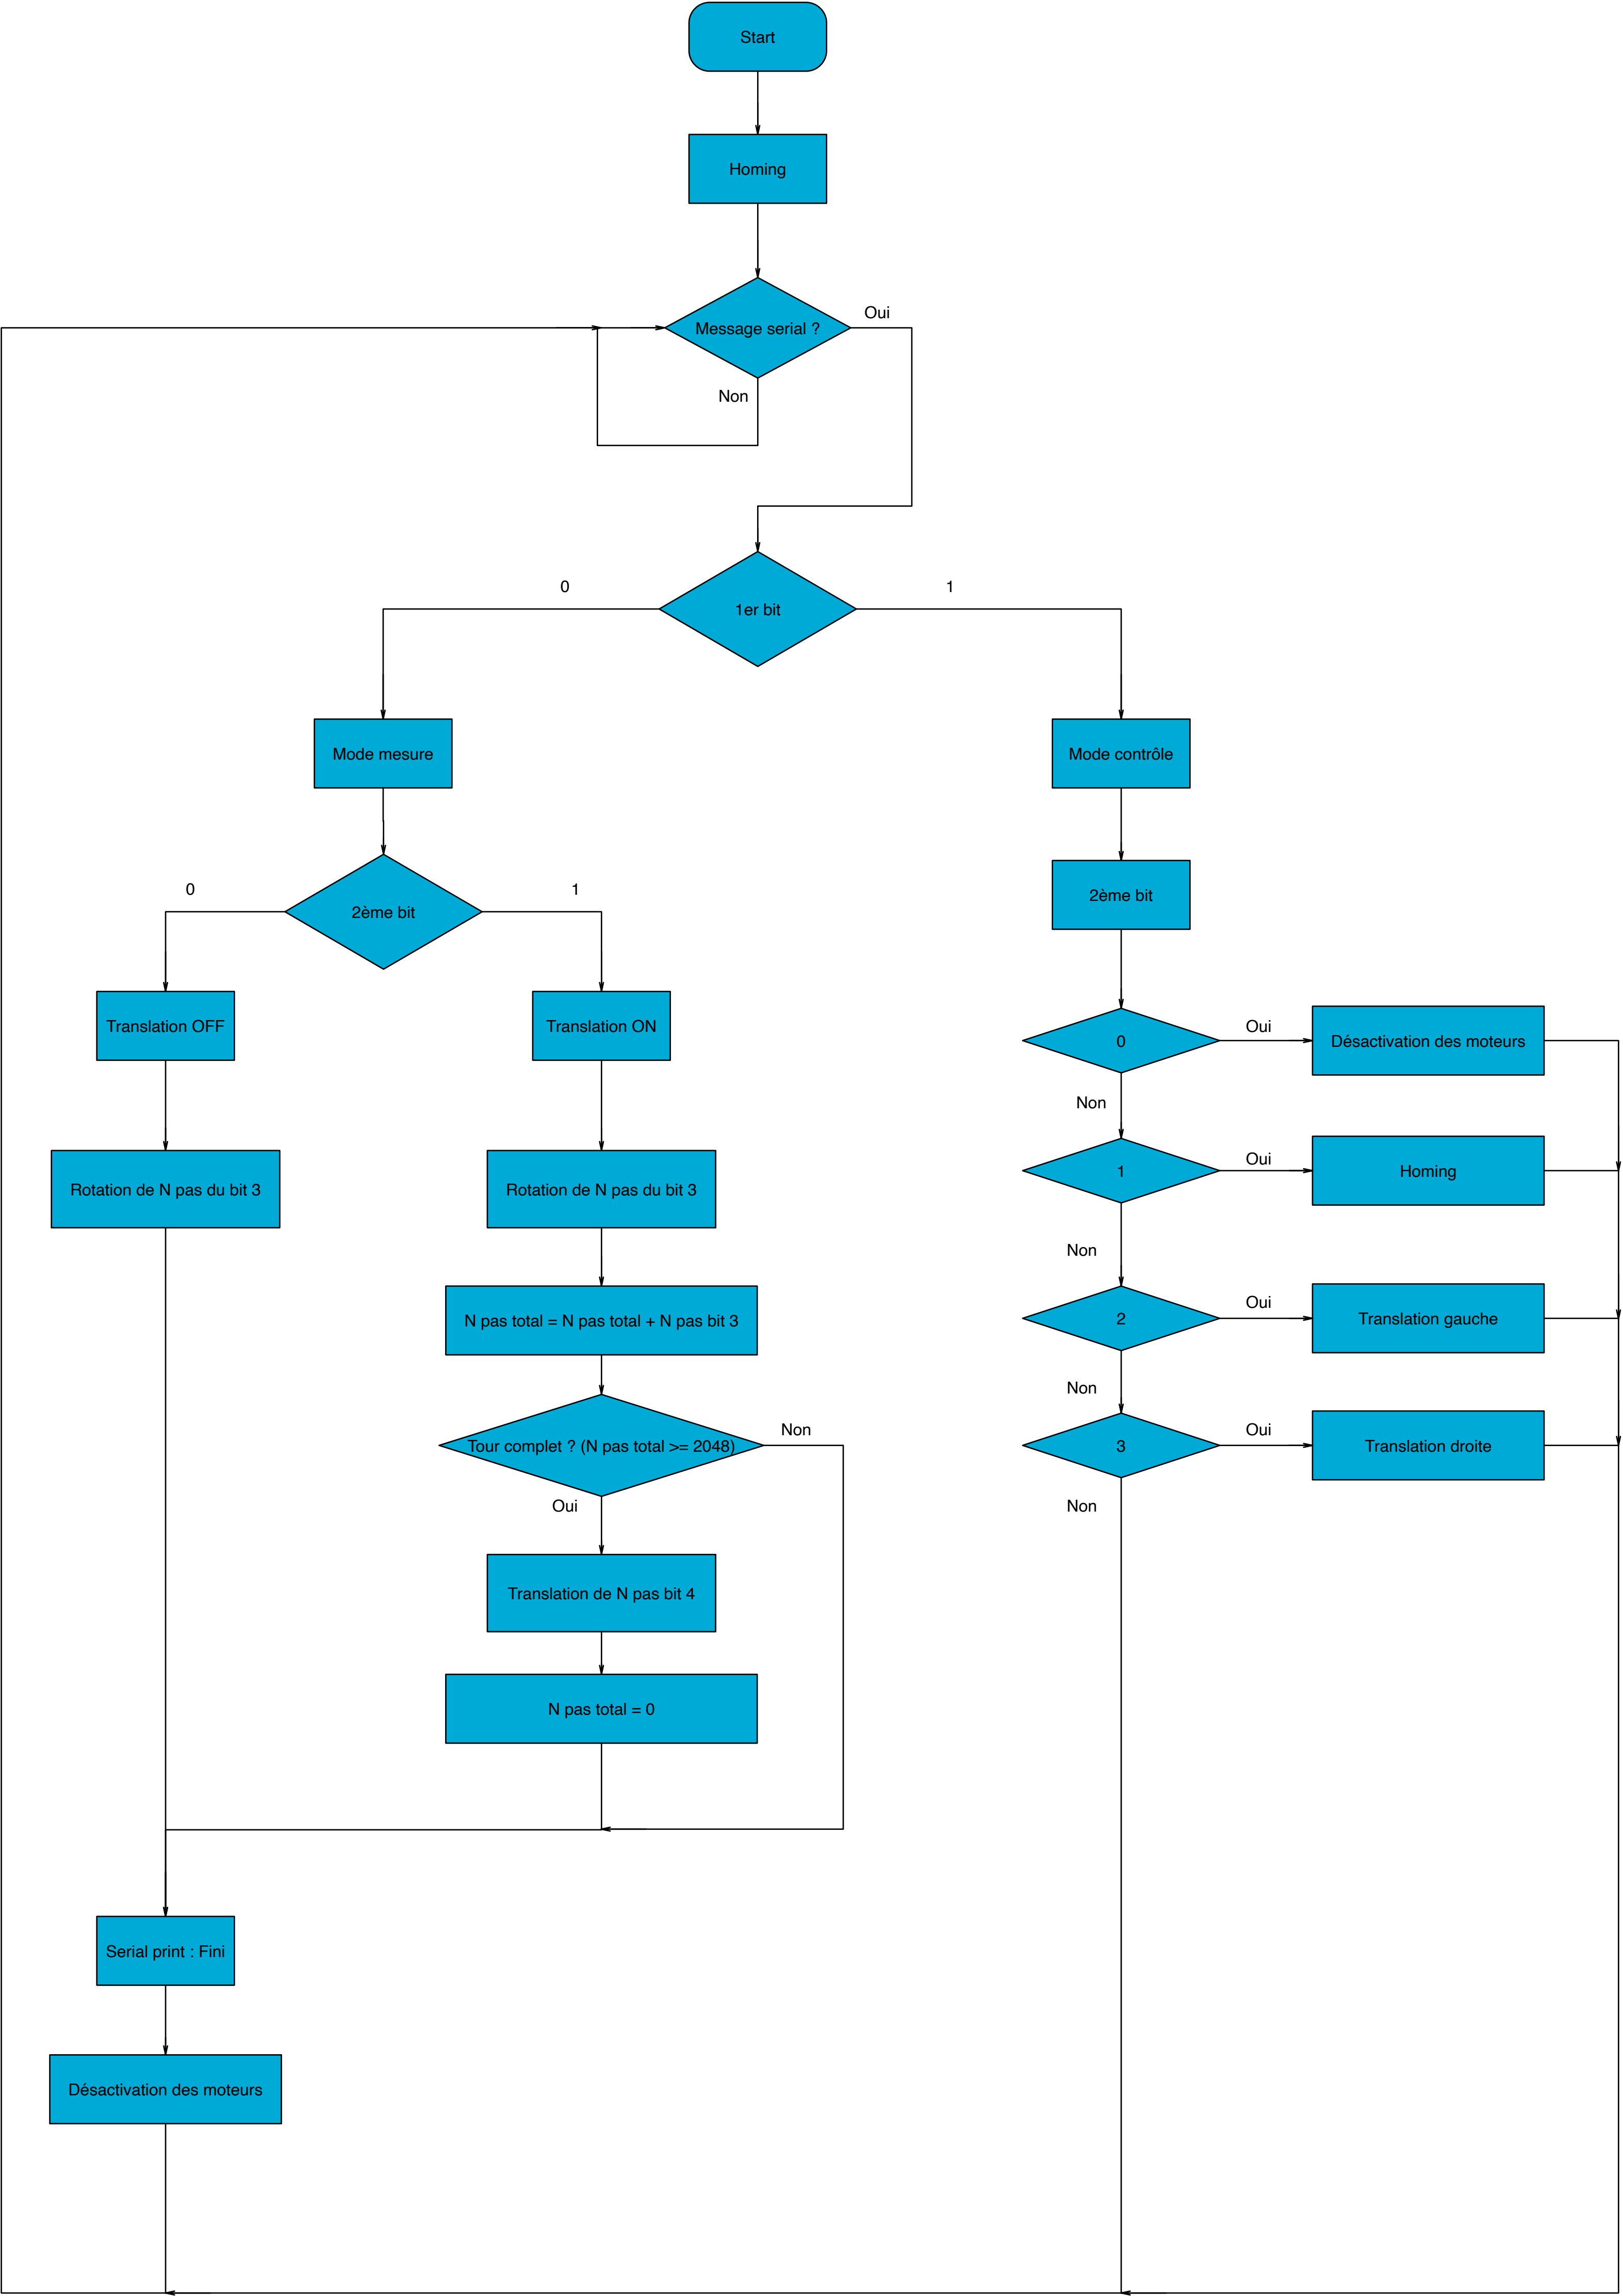 Start
Homing
Message serial ?
Oui
Non
1er bit
0
1
Mode mesure
Mode contrôle
2ème bit
0
1
2ème bit
Translation OFF
Translation ON
Rotation de N pas du bit 3
Rotation de N pas du bit 3
N pas total = N pas total + N pas bit 3
Tour complet ? (N pas total >= 2048)
Non
Oui
Translation de N pas bit 4
N pas total = 0
Serial print : Fini
Désactivation des moteurs
0
Oui
Désactivation des moteurs
Non
1
Oui
Homing
Non
2
Oui
Translation gauche
Non
3
Oui
Translation droite
Non